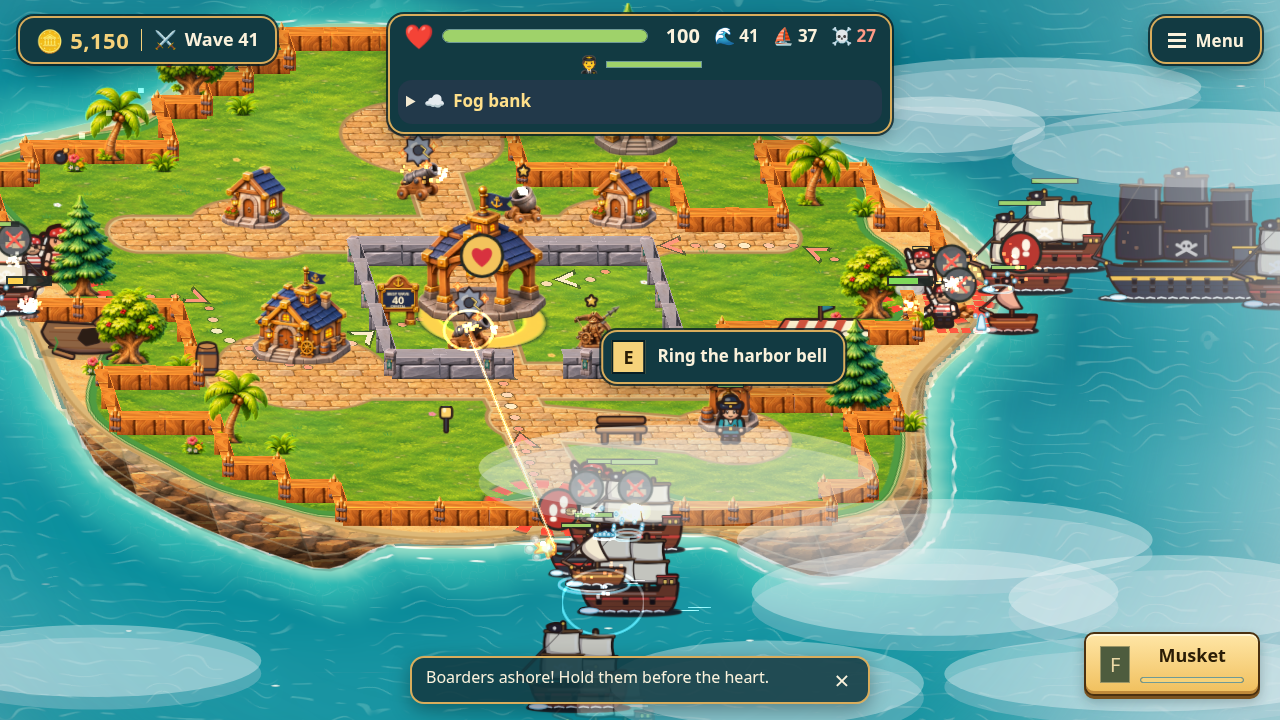 5,150
Wave 41
100
41
37
27
Fog bank
Menu
40
E
Ring the harbor bell
Boarders ashore! Hold them before the heart.
F
Musket